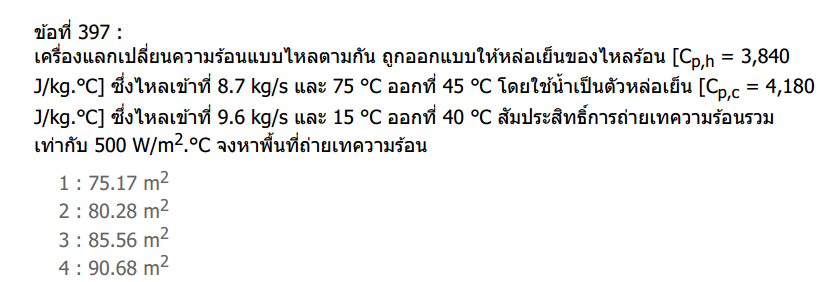 ข้อที่ 397 :
เครื่องแลกเปลี่ยนความร้อนแบบไหลตามกัน ถูกออกแบบให้หล่อเย็นของไหลร้อน [Cp,h = 3,840
J/kg.°C] ซึ่งไหลเข้าที่ 8.7 kg/s และ 75 °C ออกที่ 45 °C โดยใช้น้ำเป็นตัวหล่อเย็น [Cp,c = 4,180
J/kg.°C] ซึ่งไหลเข้าที่ 9.6 kg/s และ 15 °C ออกที่ 40 °C สัมประสิทธิ์การถ่ายเทความร้อนรวม
เท่ากับ 500 W/m2.°C จงหาพื้นที่ถ่ายเทความร้อน
1 : 75.17 m2
2 : 80.28 m2
3 : 85.56 m2
4 : 90.68 m2